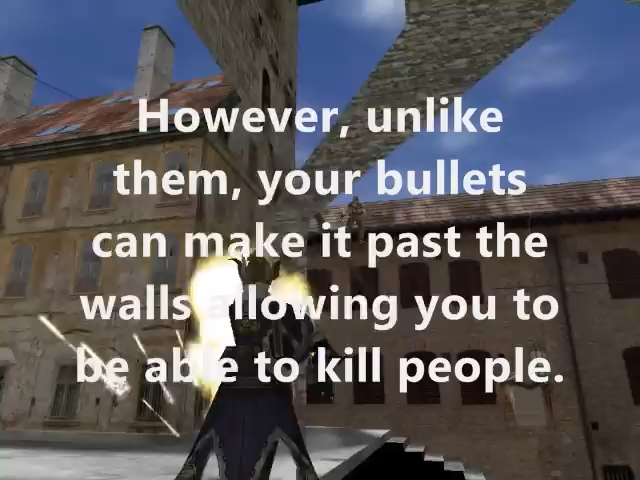 However, unlike
them, your bullets
can make it past the
walls allowing you to
be able to kill people.